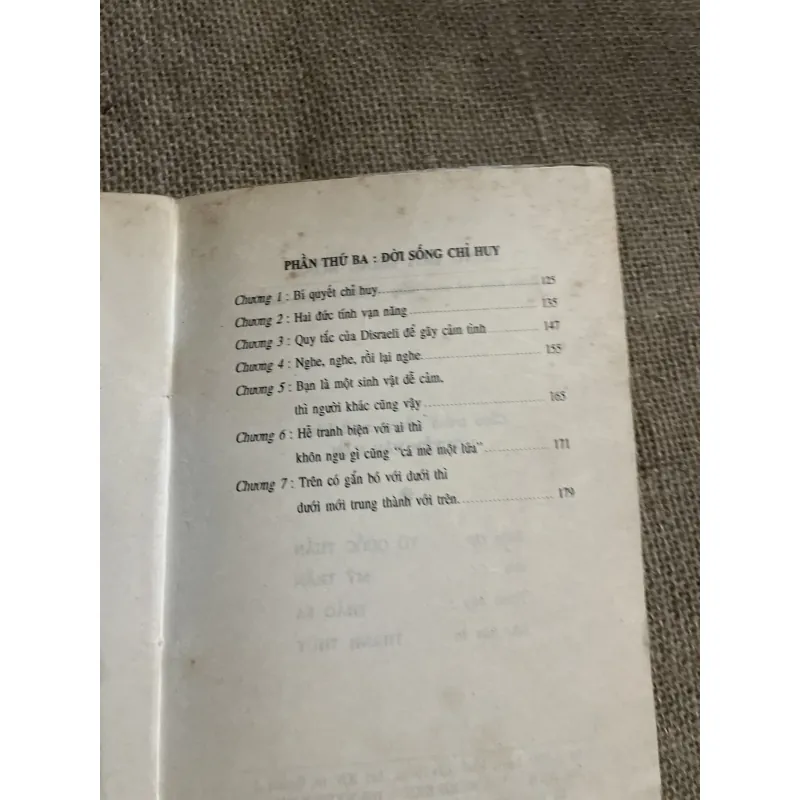 PHẦN THỨ BA : ĐỜI SỐNG CHỈ HUY
Chương 1 : Bí quyết chỉ huy 125
Chương 2 : Hai đức tính vạn năng 135
Chương 3 : Quy tắc của Disraeli để gây cảm tình 147
Chương 4 : Nghe, nghe, rồi lại nghe 155
Chương 5 : Bạn là một sinh vật dễ cảm,
thì người khác cũng vậy 165
Chương 6 : Hễ tranh biện với ai thì
khôn ngu gì cũng "cá mè một lứa" 171
Chương 7 : Trên có gắn bó với dưới thì
dưới mới trung thành với trên. 179